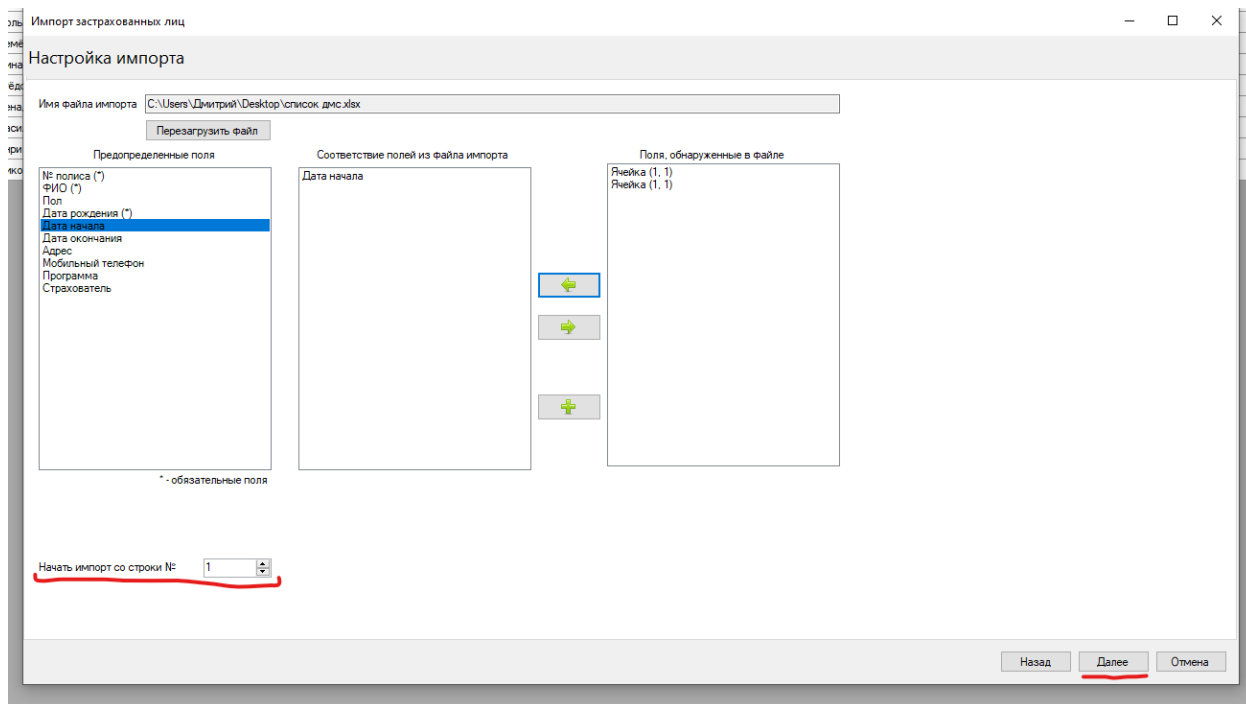 Импорт застрахованных лиц
Настройка импорта
Имя файла импорта C:\Users\Дмитрий\Desktop\список дмс.xlsx
Перезагрузить файл
Предопределенные поля
№ полиса (*)
ФИО (*)
Пол
Дата рождения (*)
Дата начала
Дата окончания
Адрес
Мобильный телефон
Программа
Страхователь
* - обязательные поля
Соответствие полей из файла импорта
Дата начала
Поля, обнаруженные в файле
Ячейка (1, 1)
Ячейка (1, 1)
Начать импорт со строки № 1
Назад Далее Отмена